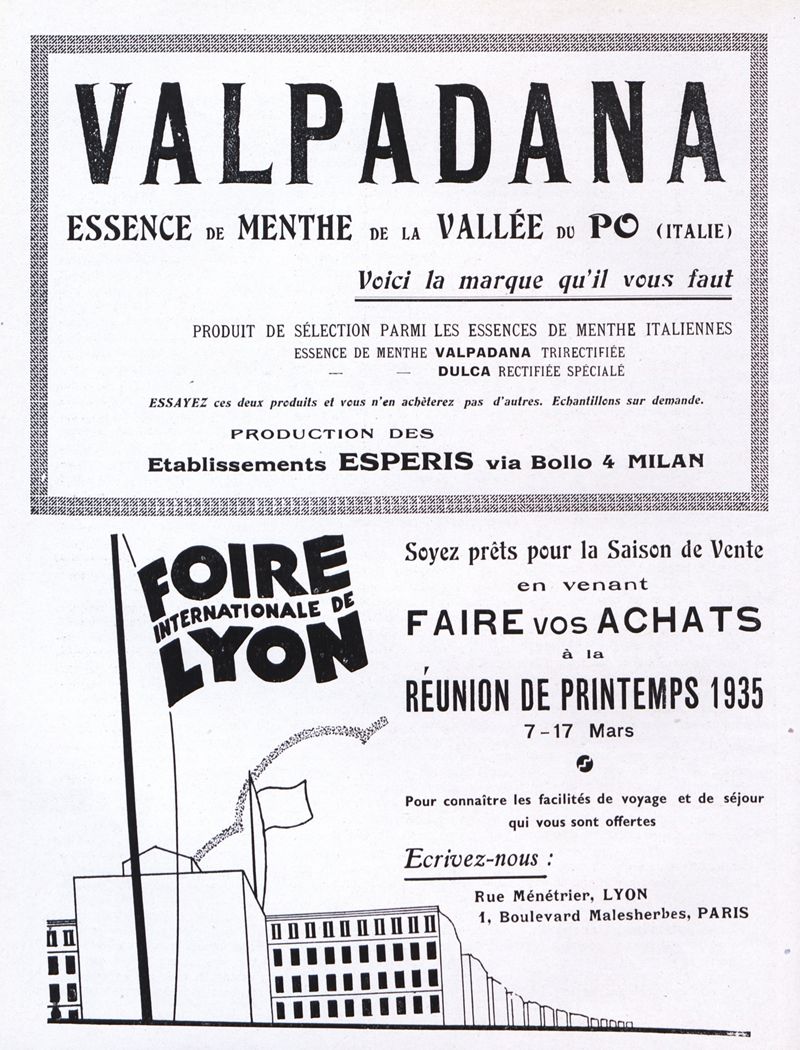 VALPADANA
ESSENCE DE MENTHE DE LA VALLÉE DU PO (ITALIE)
Voici la marque qu'il vous faut
PRODUIT DE SÉLECTION PARMI LES ESSENCES DE MENTHE ITALIENNES
ESSENCE DE MENTHE VALPADANA TRIRECTIFIÉE
— — DULCA RECTIFIÉE SPÉCIALÉ
ESSAYEZ ces deux produits et vous n'en achèterez pas d'autres. Echantillons sur demande.
PRODUCTION DES
Etablissements ESPERIS via Bollo 4 MILAN
FOIRE
INTERNATIONALE DE
LYON
Soyez prêts pour la Saison de Vente
en venant
FAIRE VOS ACHATS
à la
RÉUNION DE PRINTEMPS 1935
7-17 Mars
Pour connaître les facilités de voyage et de séjour
qui vous sont offertes
Ecrivez-nous :
Rue Ménétrier, LYON
1, Boulevard Malesherbes, PARIS